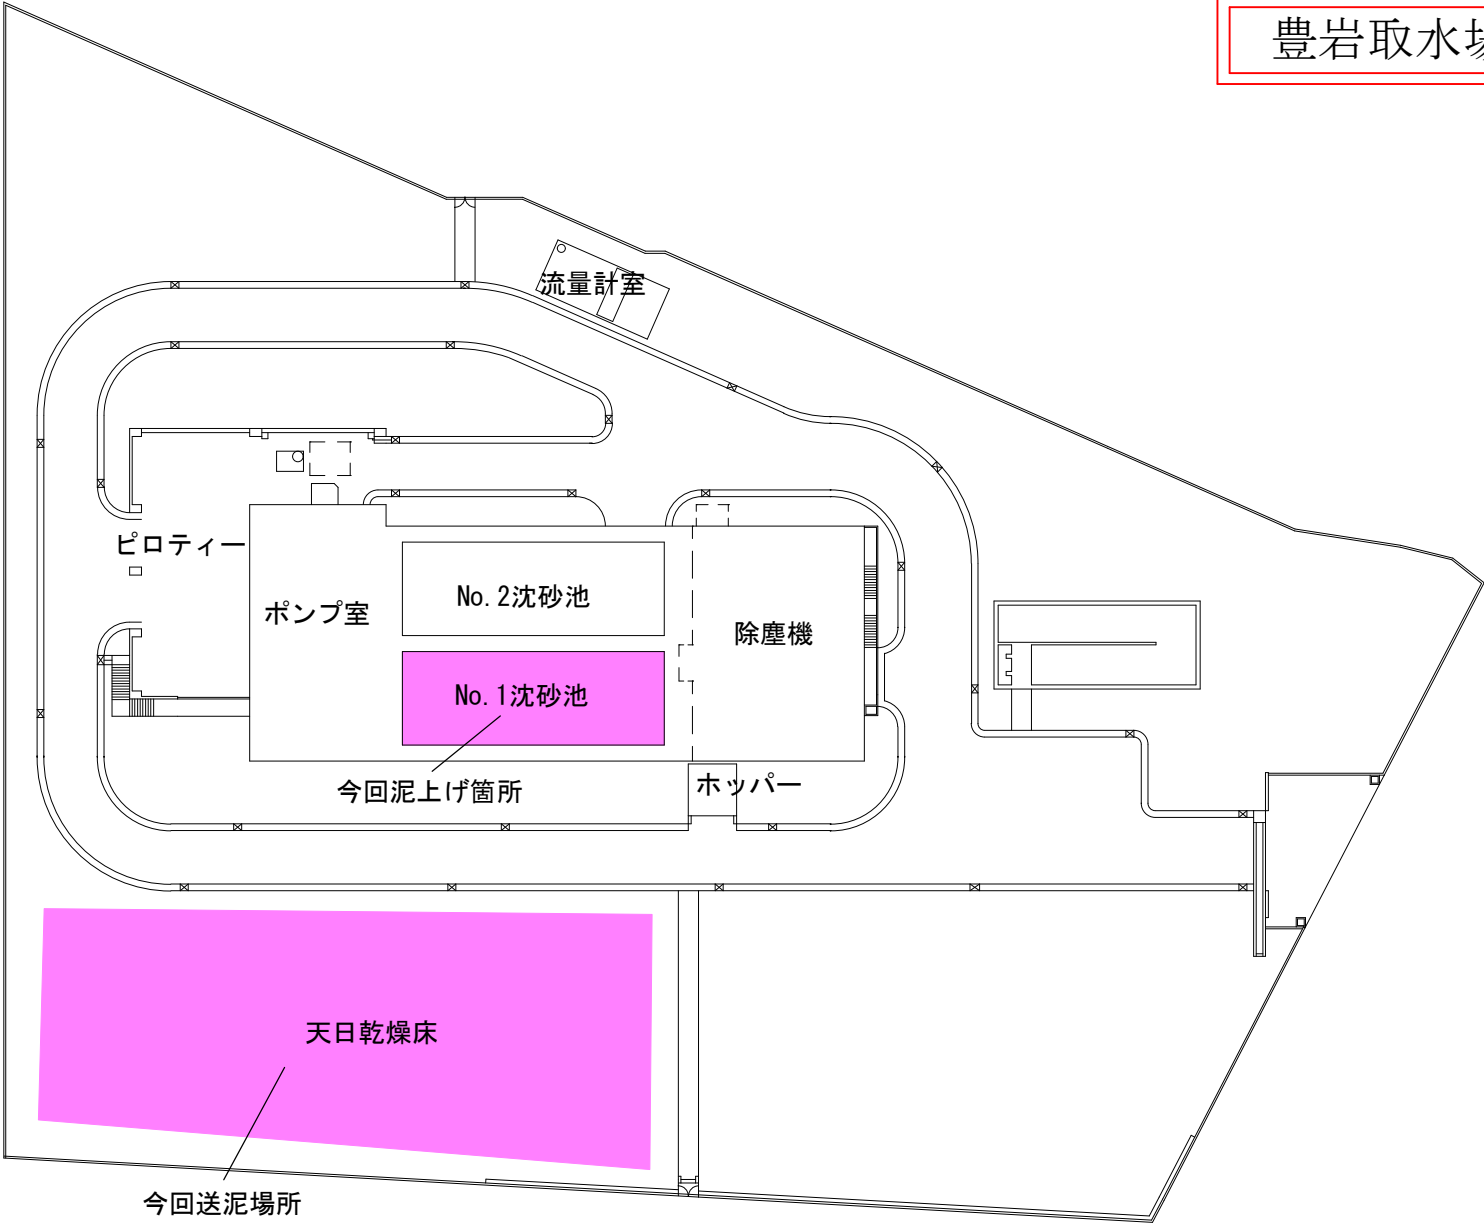 豊岩取水場
流量計室
ピロティー
No.2沈砂池
ポンプ室
除塵機
No.1沈砂池
ホッパー
今回泥上げ箇所
天日乾燥床
今回送泥場所